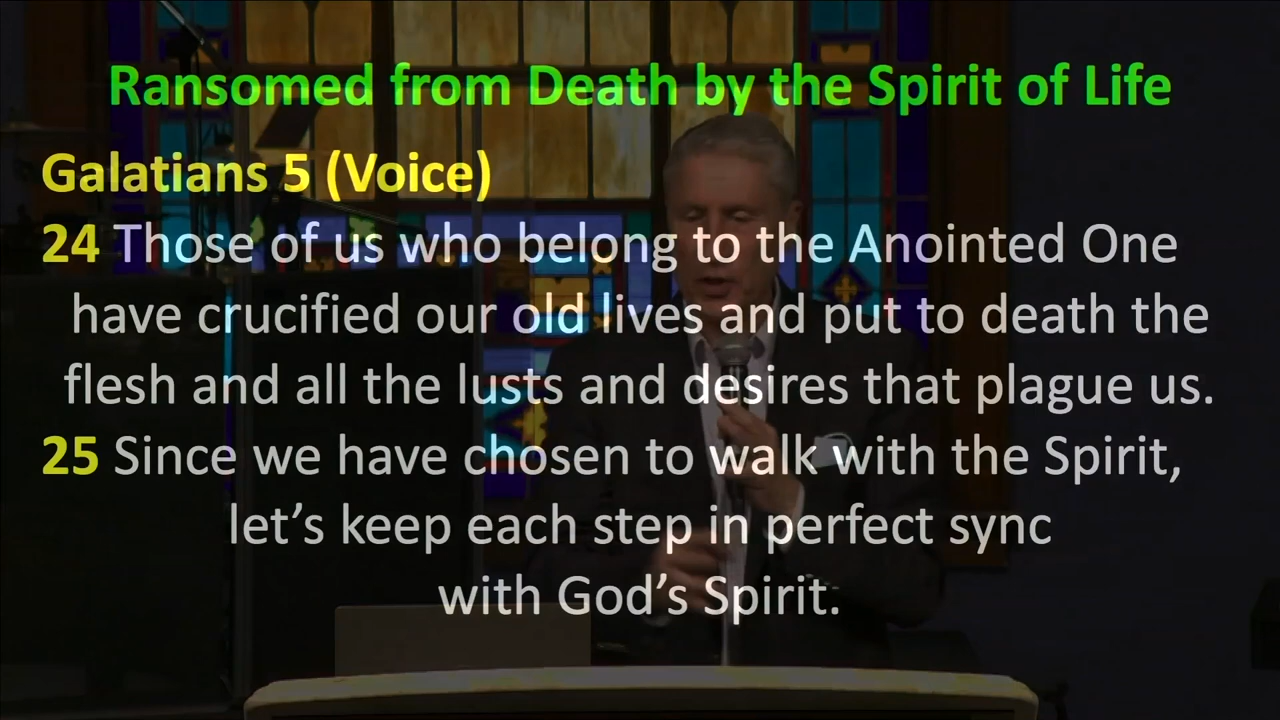 Ransomed from Death by the Spirit of Life
Galatians 5 (Voice)
24 Those of us who belong to the Anointed One
have crucified our old lives and put to death the
flesh and all the lusts and desires that plague us.
25 Since we have chosen to walk with the Spirit,
let’s keep each step in perfect sync
with God’s Spirit.